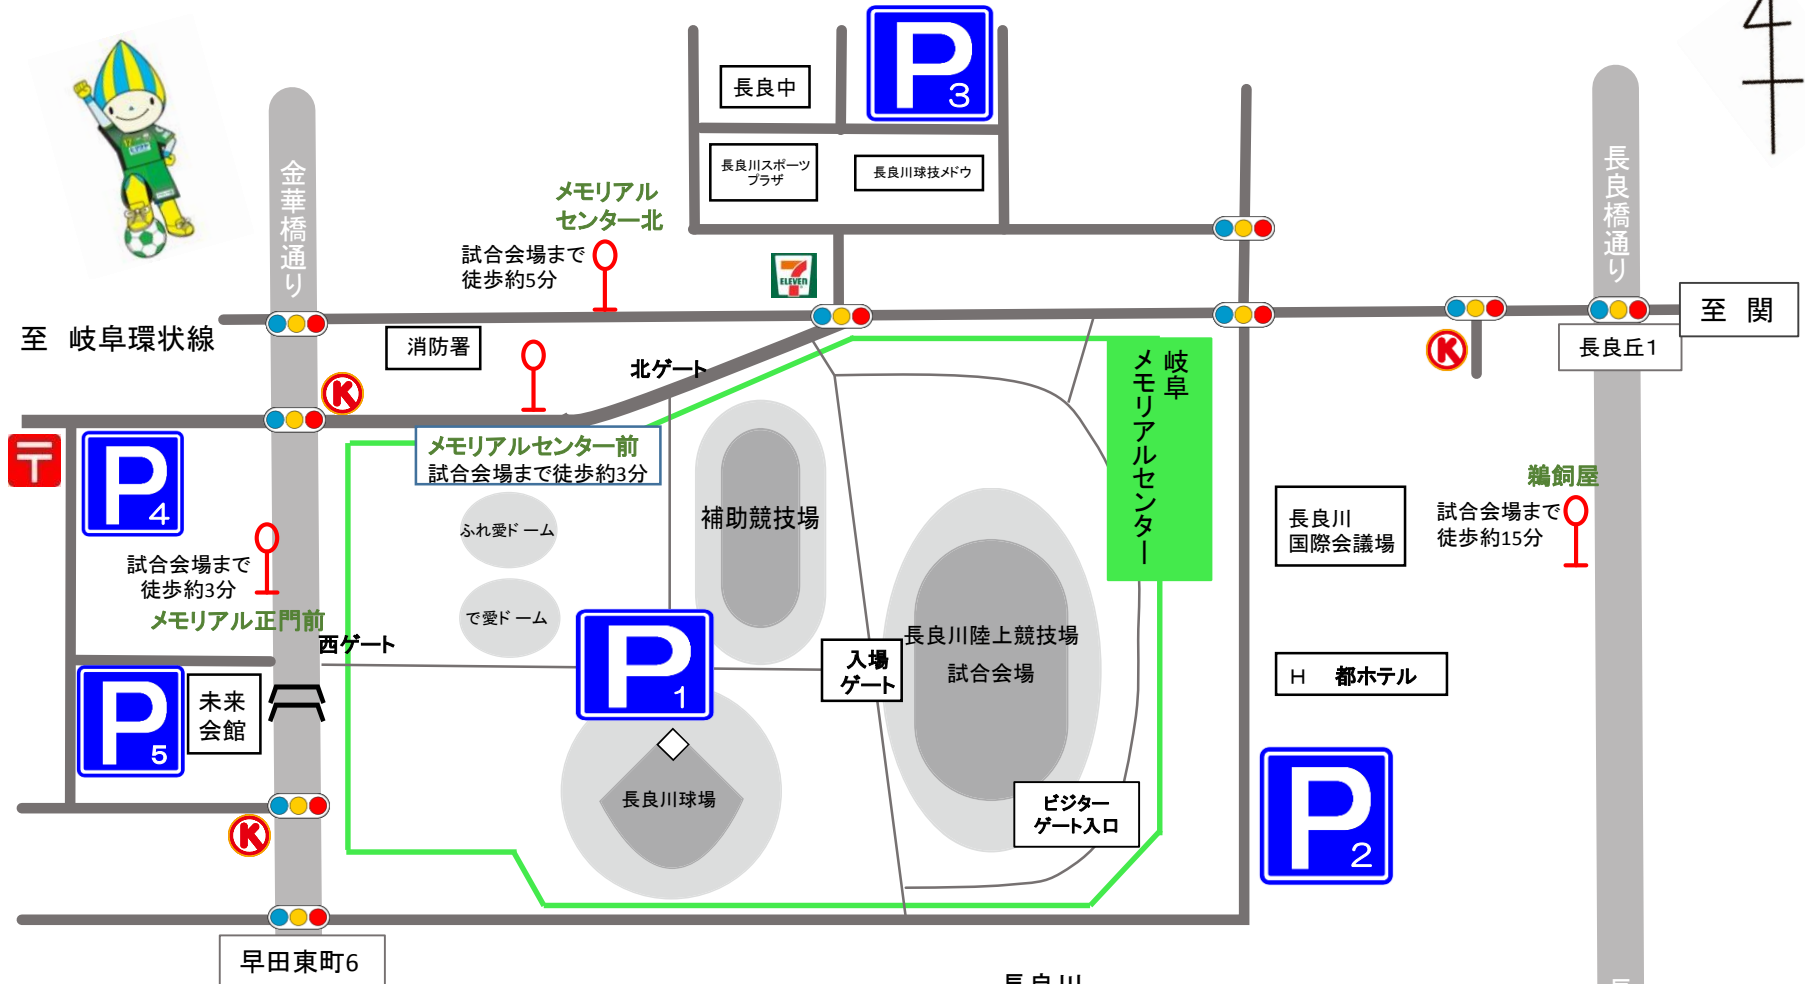 P3
長良中
長良川スポーツ
プラザ
長良川球技メドウ
金華橋通り
長良橋通り
メモリアル
センター北
試合会場まで
徒歩約5分
7
ELEVEN
至 岐阜環状線
消防署
北ゲート
至 関
長良丘1
K
K
岐阜
メモリアルセンター
〒
P4
メモリアルセンター前
試合会場まで徒歩約3分
補助競技場
ふれ愛ドーム
で愛ドーム
長良川
国際会議場
鵜飼屋
試合会場まで
徒歩約15分
試合会場まで
徒歩約3分
メモリアル正門前
西ゲート
P1
入場
ゲート
長良川陸上競技場
試合会場
H 都ホテル
P5
未来
会館
長良川球場
ビジター
ゲート入口
P2
K
早田東町6
長良川